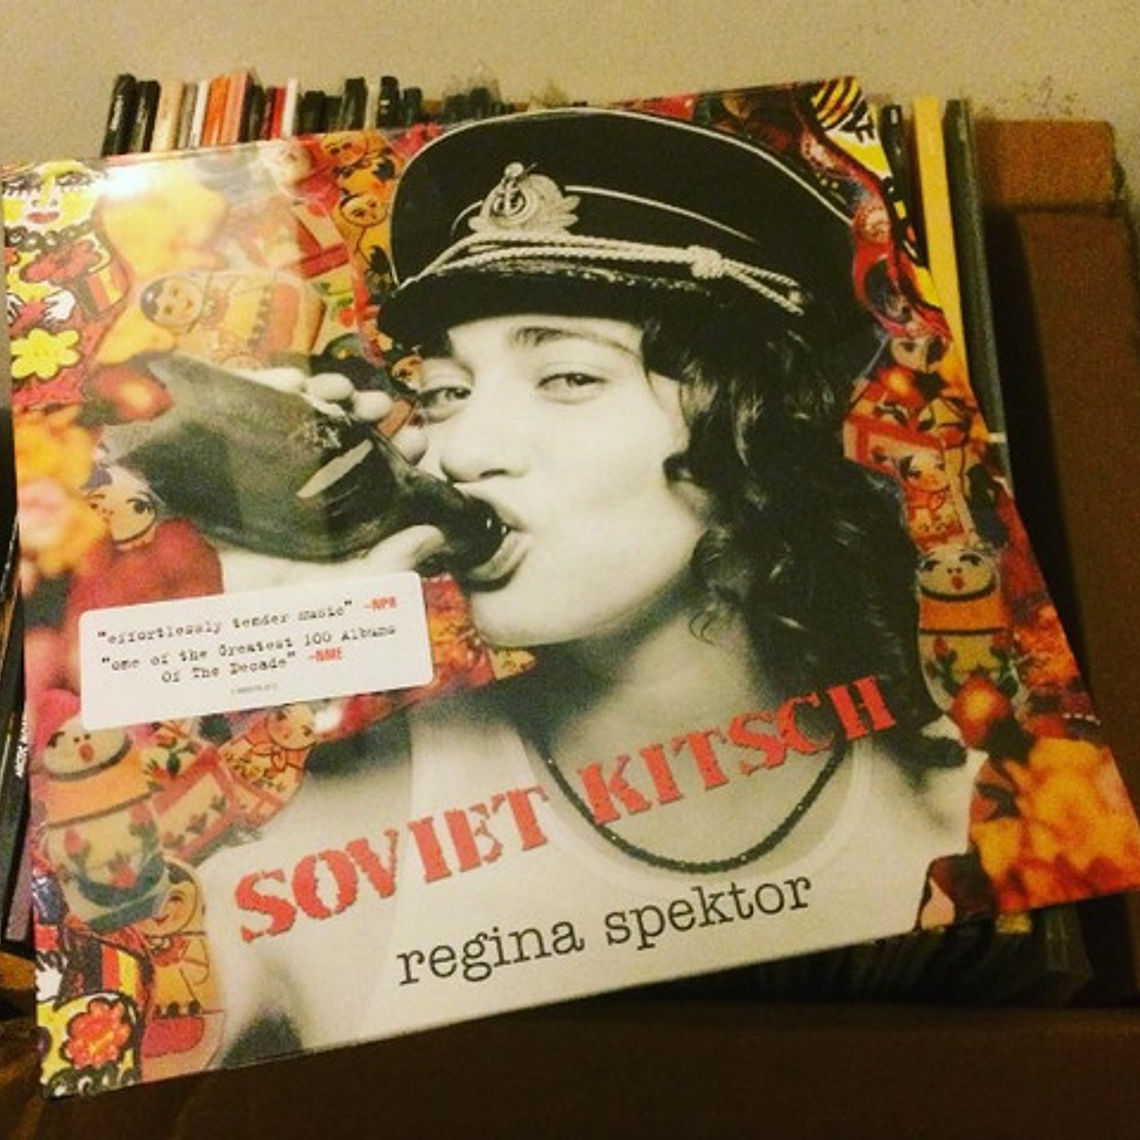 "effortlessly tender music" -NPR
"one of the Greatest 100 Albums
Of The Decade" -NME
SOVIET KITSCH
regina spektor